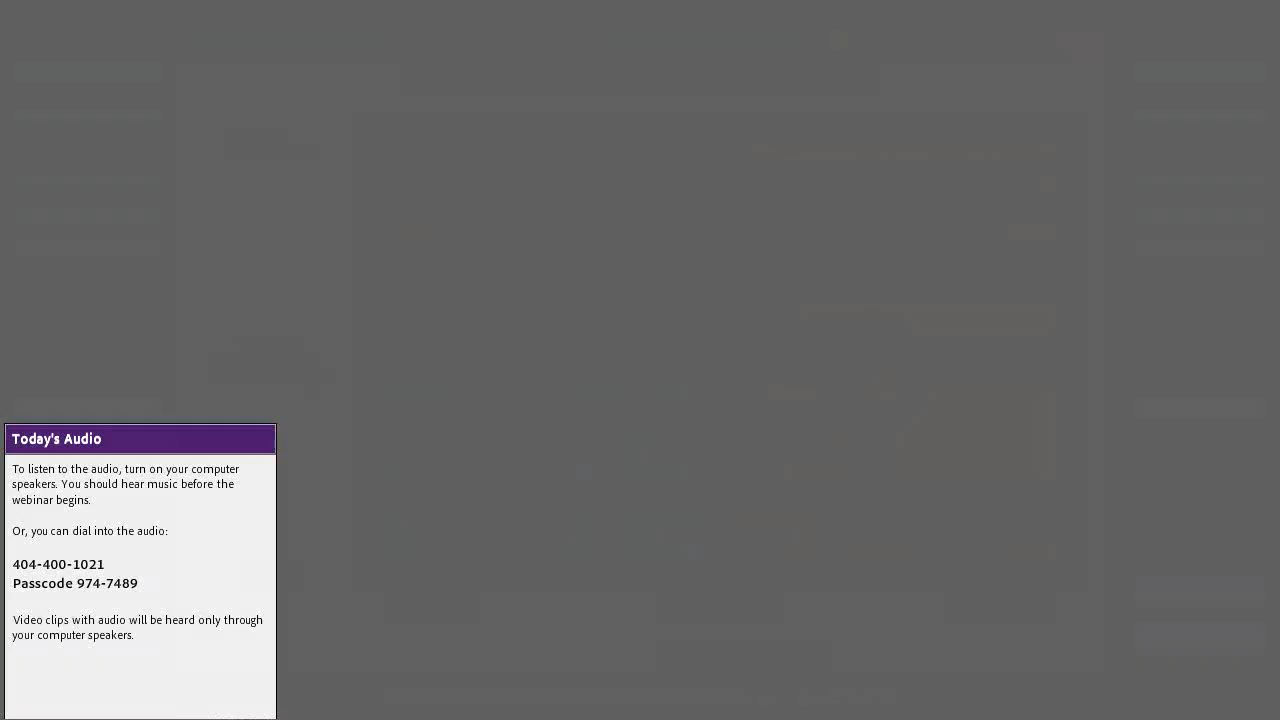 Today's Audio
To listen to the audio, turn on your computer
speakers. You should hear music before the
webinar begins.
Or, you can dial into the audio:
404-400-1021
Passcode 974-7489
Video clips with audio will be heard only through
your computer speakers.